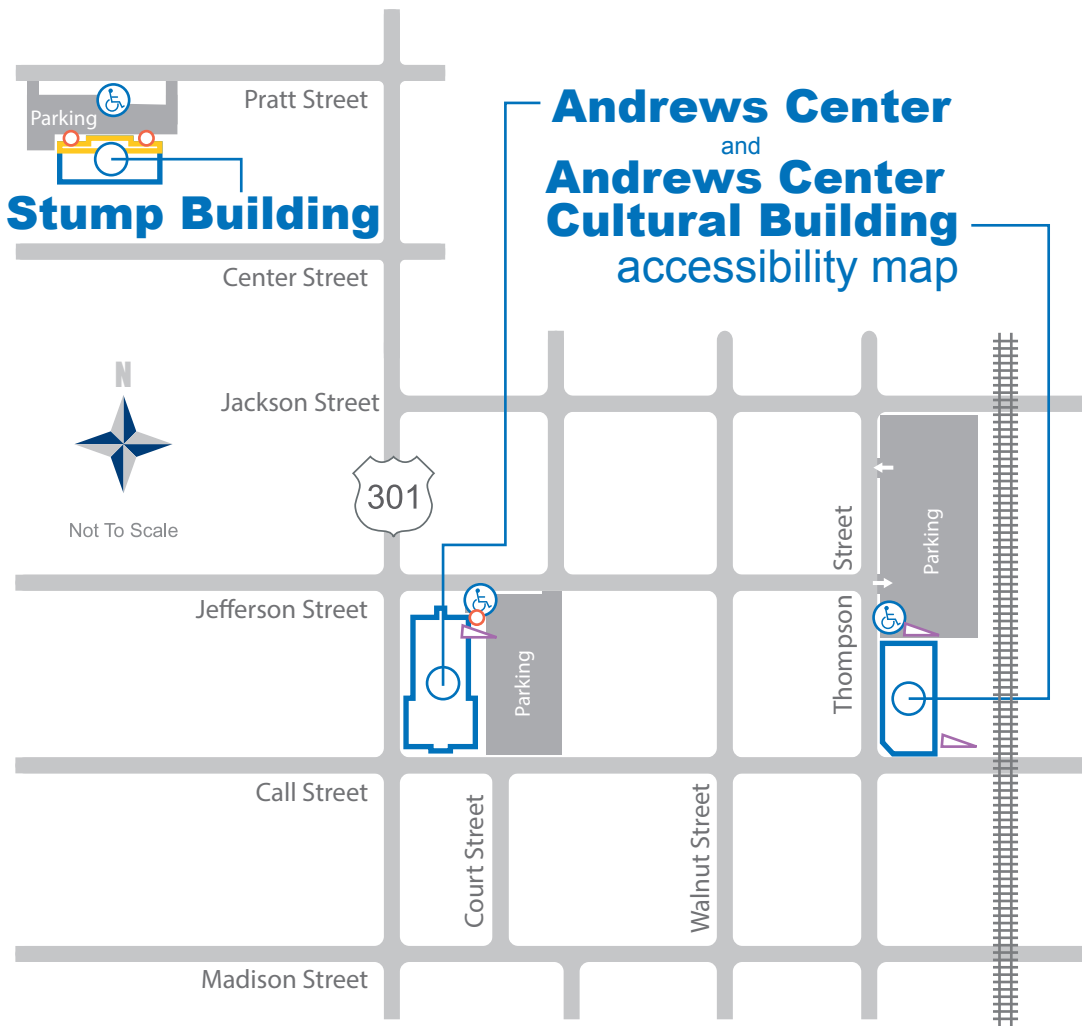 Pratt Street
Parking
Stump Building
Andrews Center
and
Andrews Center
Cultural Building
accessibility map
Center Street
N
Not To Scale
Jackson Street
301
Jefferson Street
Parking
Thompson Street
Parking
Call Street
Court Street
Walnut Street
Madison Street